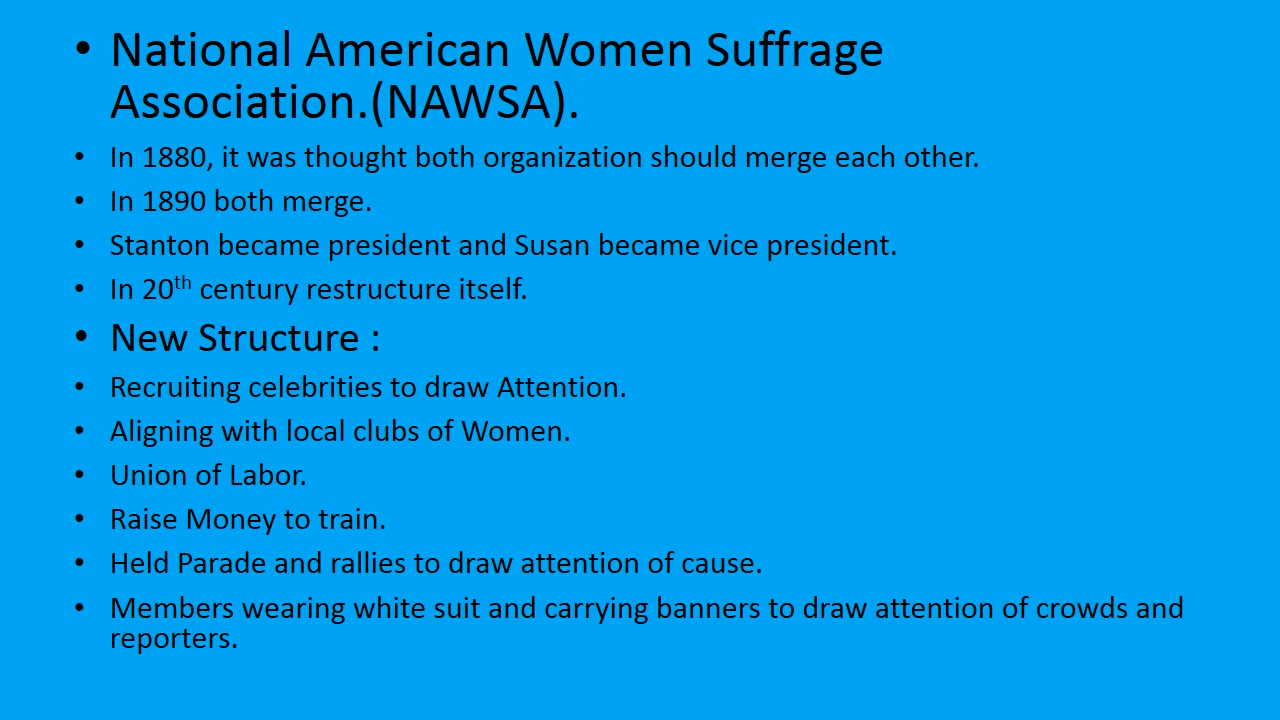 • National American Women Suffrage
Association.(NAWSA).
• In 1880, it was thought both organization should merge each other.
• In 1890 both merge.
• Stanton became president and Susan became vice president.
• In 20th century restructure itself.
• New Structure :
• Recruiting celebrities to draw Attention.
• Aligning with local clubs of Women.
• Union of Labor.
• Raise Money to train.
• Held Parade and rallies to draw attention of cause.
• Members wearing white suit and carrying banners to draw attention of crowds and
reporters.